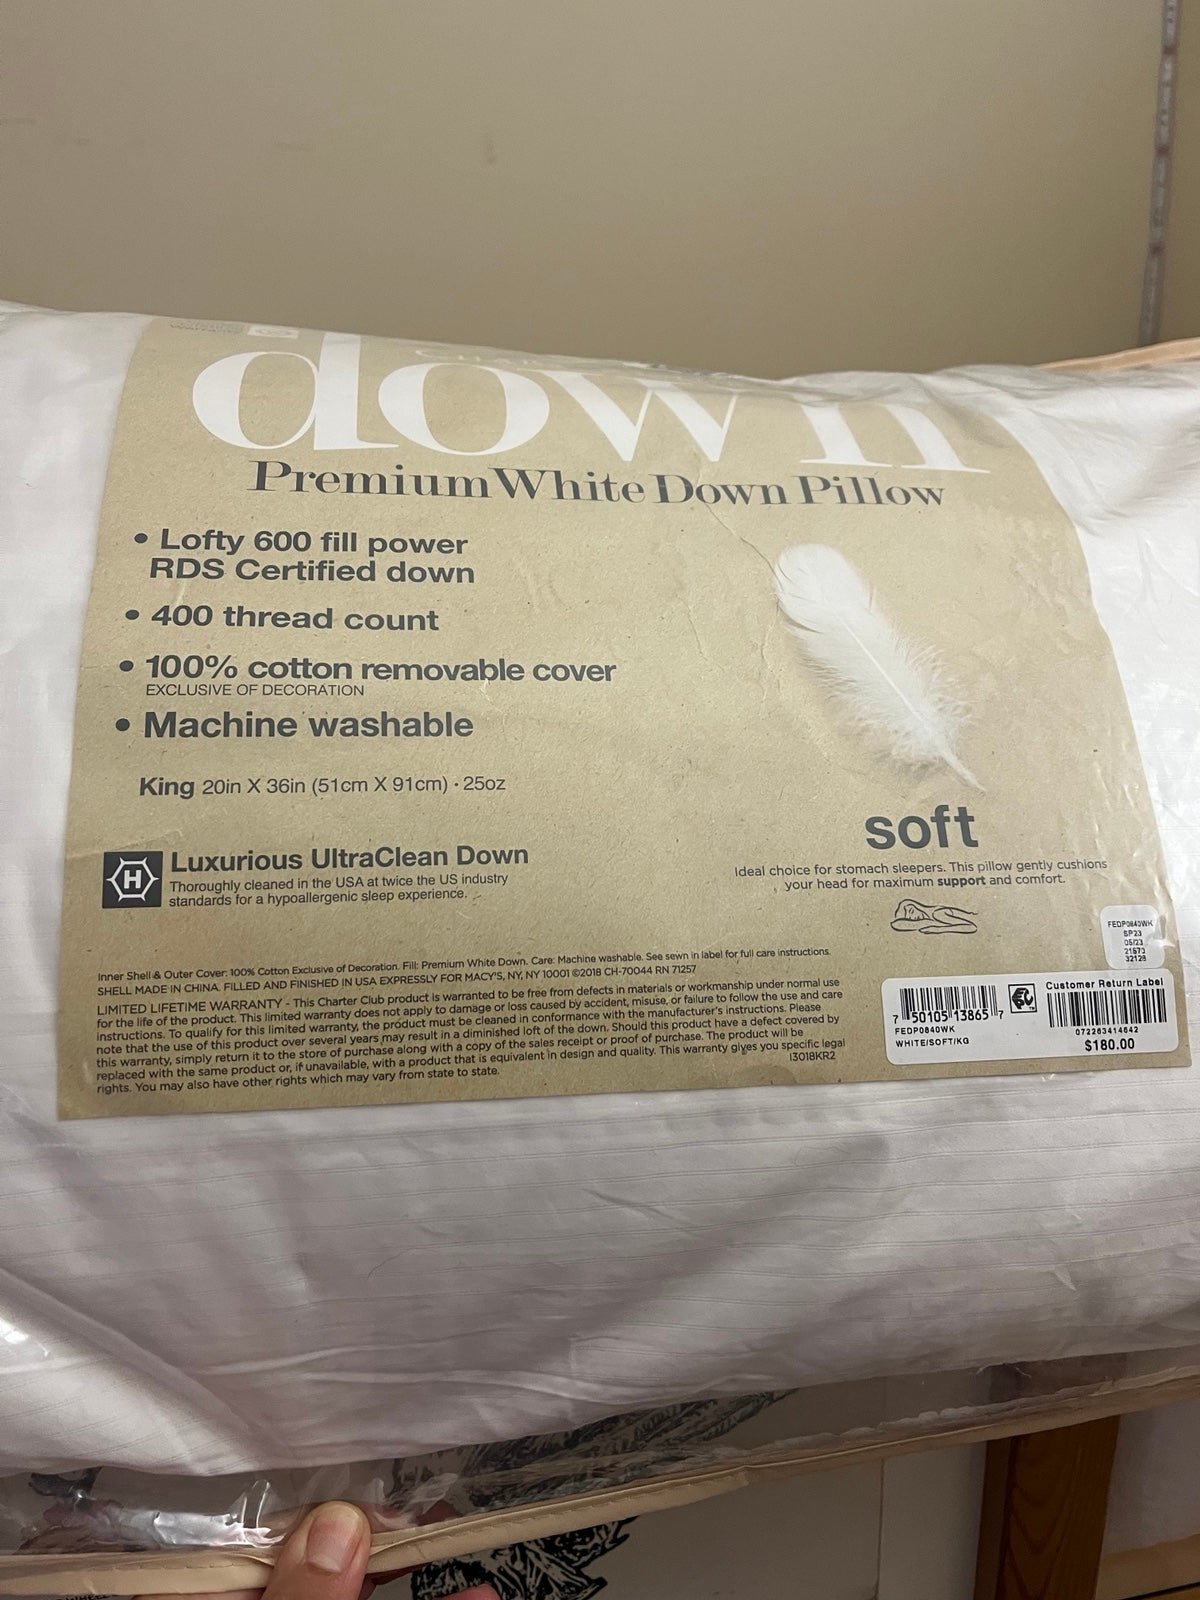 down
Premium White Down Pillow
• Lofty 600 fill power
RDS Certified down
• 400 thread count
• 100% cotton removable cover
EXCLUSIVE OF DECORATION
• Machine washable
King 20in X 36in (51cm X 91cm) · 25oz
H
Luxurious UltraClean Down
Thoroughly cleaned in the USA at twice the US industry
standards for a hypoallergenic sleep experience.
soft
Ideal choice for stomach sleepers. This pillow gently cushions
your head for maximum support and comfort.
FEDP0840WK
SP23
05/23
21573
32128
Inner Shell & Outer Cover: 100% Cotton Exclusive of Decoration. Fill: Premium White Down. Care: Machine washable. See sewn in label for full care instructions.
SHELL MADE IN CHINA. FILLED AND FINISHED IN USA EXPRESSLY FOR MACY'S, NY, NY 10001 ©2018 CH-70044 RN 71257
LIMITED LIFETIME WARRANTY - This Charter Club product is warranted to be free from defects in materials or workmanship under normal use
for the life of the product. This limited warranty does not apply to damage or loss caused by accident, misuse, or failure to follow the use and care
instructions. To qualify for this limited warranty, the product must be cleaned in conformance with the manufacturer's instructions. Please
note that the use of this product over several years may result in a diminished loft of the down. Should this product have a defect covered by
this warranty, simply return it to the store of purchase along with a copy of the sales receipt or proof of purchase. The product will be
replaced with the same product or, if unavailable, with a product that is equivalent in design and quality. This warranty gives you specific legal
rights. You may also have other rights which may vary from state to state.
13018KR2
7 50105 13865 7
FEDP0840WK
WHITE/SOFT/KG
Customer Return Label
072263414642
$180.00